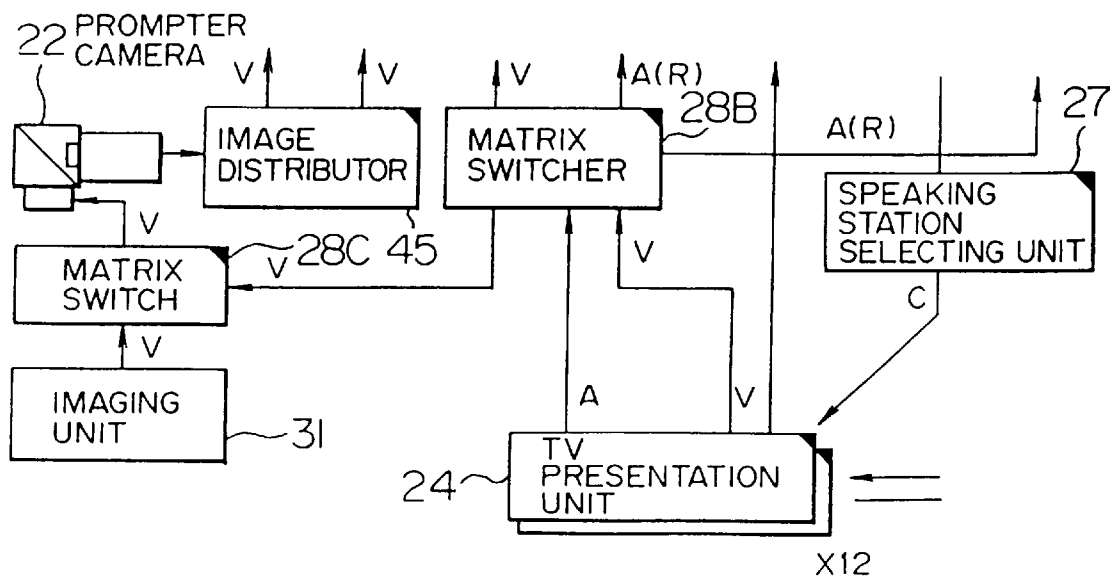 22 PROMPTER
CAMERA
V
V
V
A(R)
28B
A(R)
27
IMAGE
DISTRIBUTOR
MATRIX
SWITCHER
SPEAKING
STATION
SELECTING UNIT
V
28C 45
V
V
C
MATRIX
SWITCH
V
IMAGING
UNIT
31
A
V
24
TV
PRESENTATION
UNIT
X12